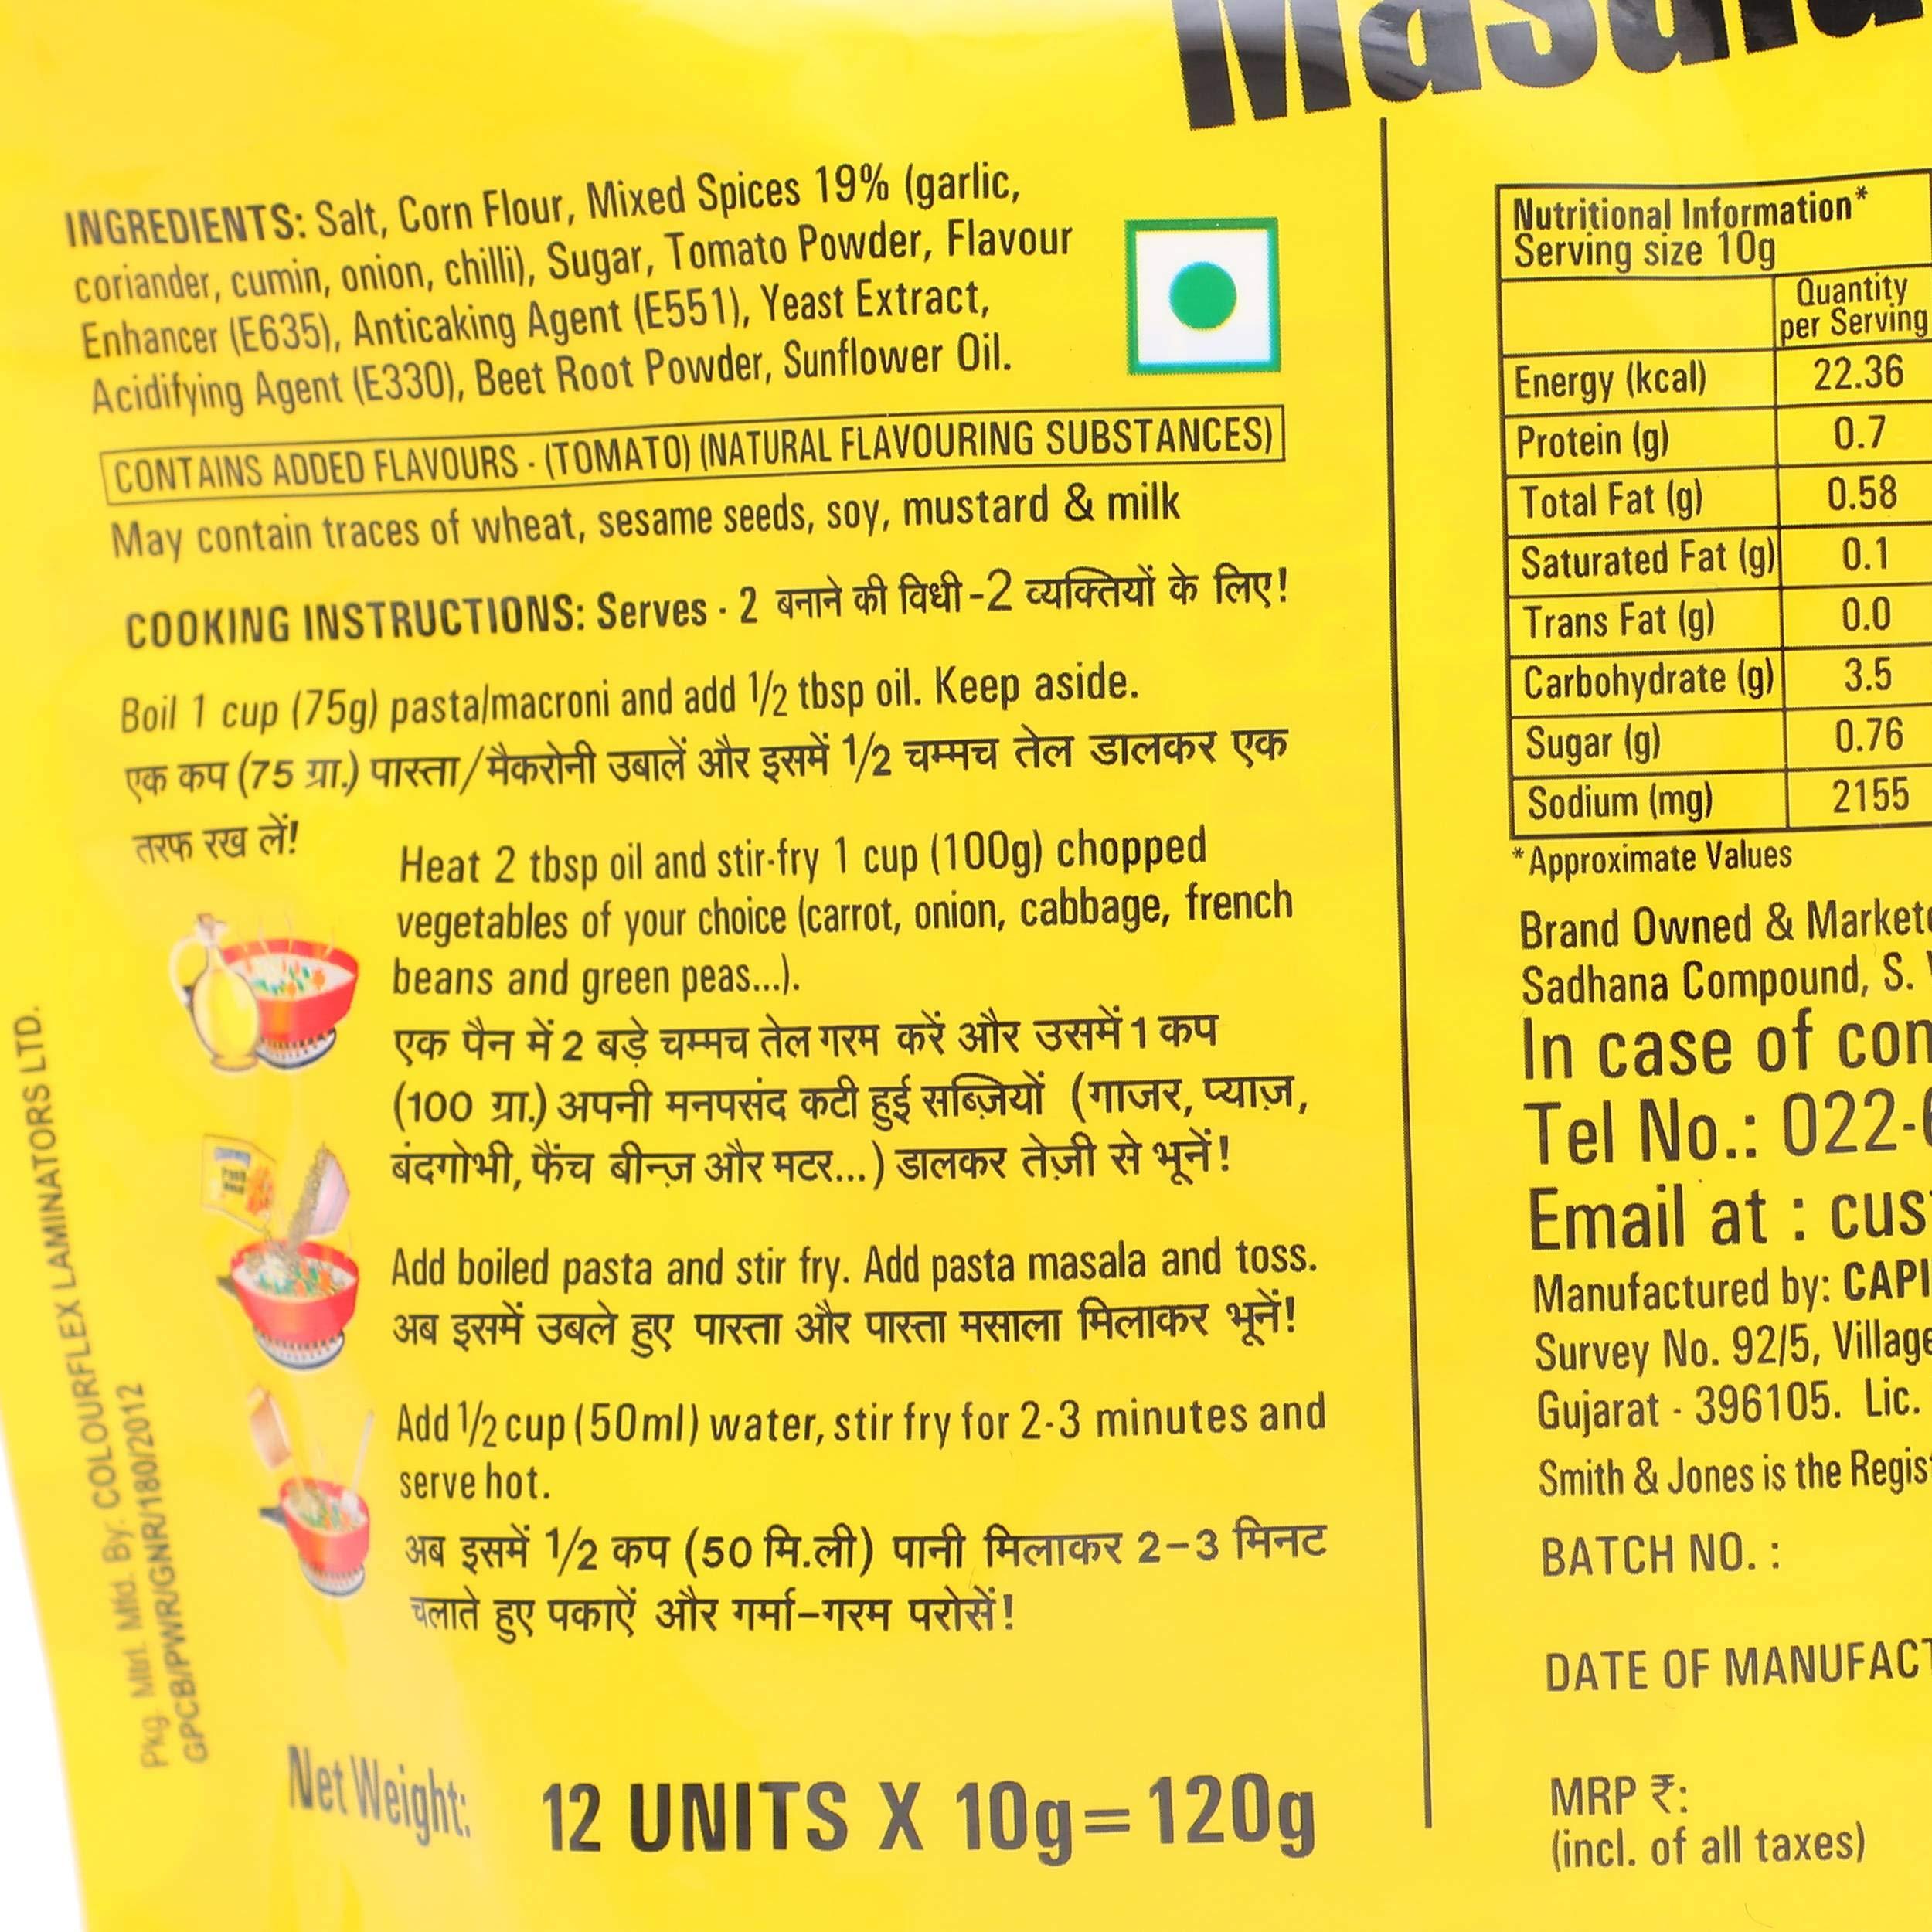 INGREDIENTS: Salt, Corn Flour, Mixed Spices 19% (garlic,
coriander, cumin, onion, chilli), Sugar, Tomato Powder, Flavour
Enhancer (E635), Anticaking Agent (E551), Yeast Extract,
Acidifying Agent (E330), Beet Root Powder, Sunflower Oil.
CONTAINS ADDED FLAVOURS - (TOMATO) (NATURAL FLAVOURING SUBSTANCES)
May contain traces of wheat, sesame seeds, soy, mustard & milk
COOKING INSTRUCTIONS: Serves - 2 बनाने की विधी -2 व्यक्तियों के लिए!
Boil 1 cup (75g) pasta/macroni and add 1/2 tbsp oil. Keep aside.
एक कप (75 ग्रा.) पास्ता/मैकरोनी उबालें और इसमें 1/2 चम्मच तेल डालकर एक
तरफ रख लें!
Heat 2 tbsp oil and stir-fry 1 cup (100g) chopped
vegetables of your choice (carrot, onion, cabbage, french
beans and green peas...).
एक पैन में 2 बड़े चम्मच तेल गरम करें और उसमें 1 कप
(100 ग्रा.) अपनी मनपसंद कटी हुई सब्ज़ियों (गाजर, प्याज़,
बंदगोभी, फैंच बीन्ज़ और मटर...) डालकर तेज़ी से भूनें!
Add boiled pasta and stir fry. Add pasta masala and toss.
अब इसमें उबले हुए पास्ता और पास्ता मसाला मिलाकर भूनें!
Add 1/2 cup (50ml) water, stir fry for 2-3 minutes and
serve hot.
अब इसमें 1/2 कप (50 मि.ली) पानी मिलाकर 2-3 मिनट
चलाते हुए पकाऐं और गर्मा-गरम परोसें!
Net Weight: 12 UNITS X 10g=120g
Pkg. Mtrl. Mfd. By: COLOURFLEX LAMINATORS LTD.
GPCB/PWR/GNR/180/2012
Nutritional Information*
Serving size 10g
Quantity
per Serving
Energy (kcal) 22.36
Protein (g) 0.7
Total Fat (g) 0.58
Saturated Fat (g) 0.1
Trans Fat (g) 0.0
Carbohydrate (g) 3.5
Sugar (g) 0.76
Sodium (mg) 2155
*Approximate Values
Brand Owned &
Sadhana Compound, S.
In case of
Tel No.: 022-
Email at :
Manufactured by:
Survey No. 92/5,
Gujarat - 396105. Lic.
Smith & Jones is the
BATCH NO. :
DATE OF
MRP ₹:
(incl. of all taxes)